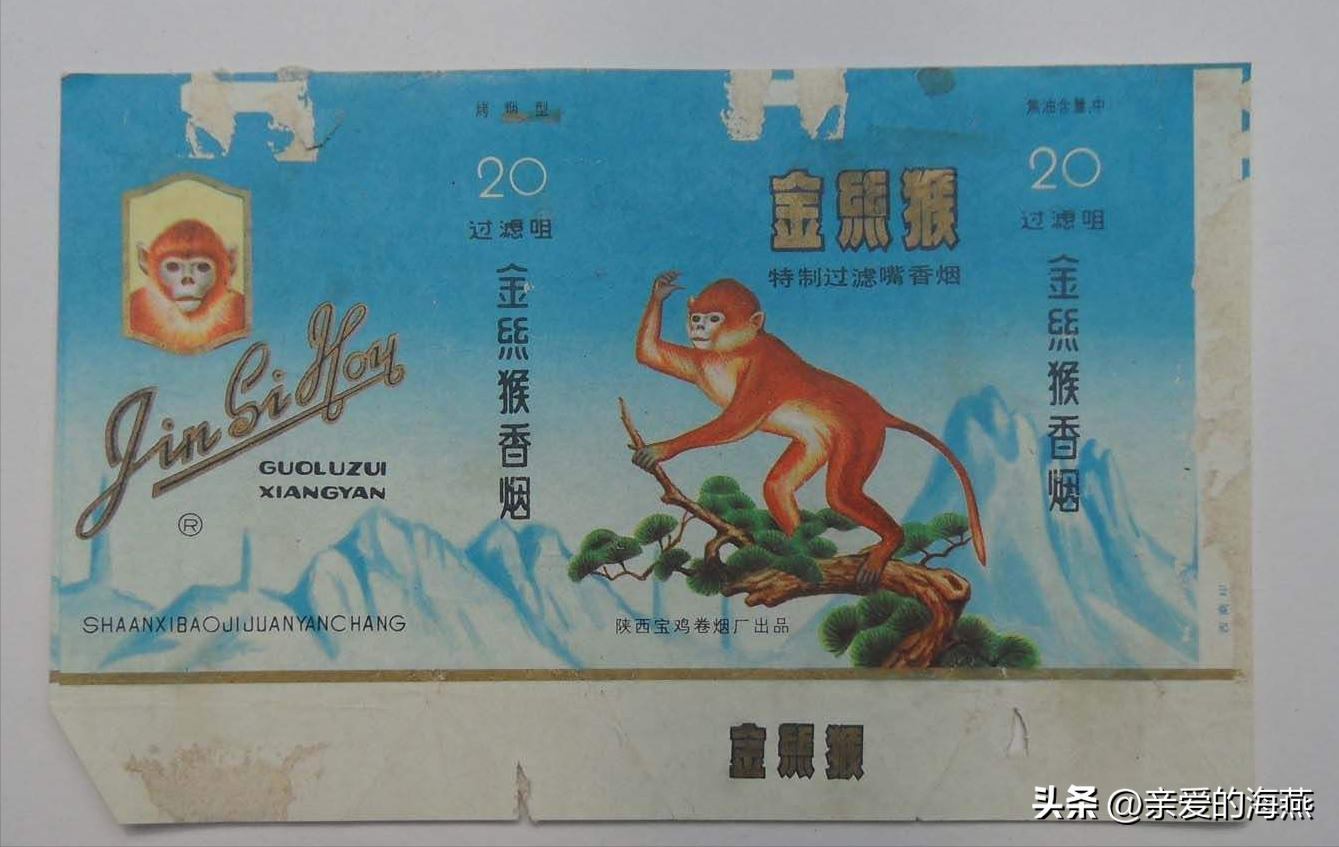 Jin Si Hou
GUOLUZUI
XIANGYAN
®
SHAANXIBAOJIJUANYANCHANG
烤烟型
20
过滤咀
金丝猴香烟
金丝猴
特制过滤嘴香烟
陕西宝鸡卷烟厂出品
焦油含量:中
20
过滤咀
金丝猴香烟
金丝猴
头条 @亲爱的海燕